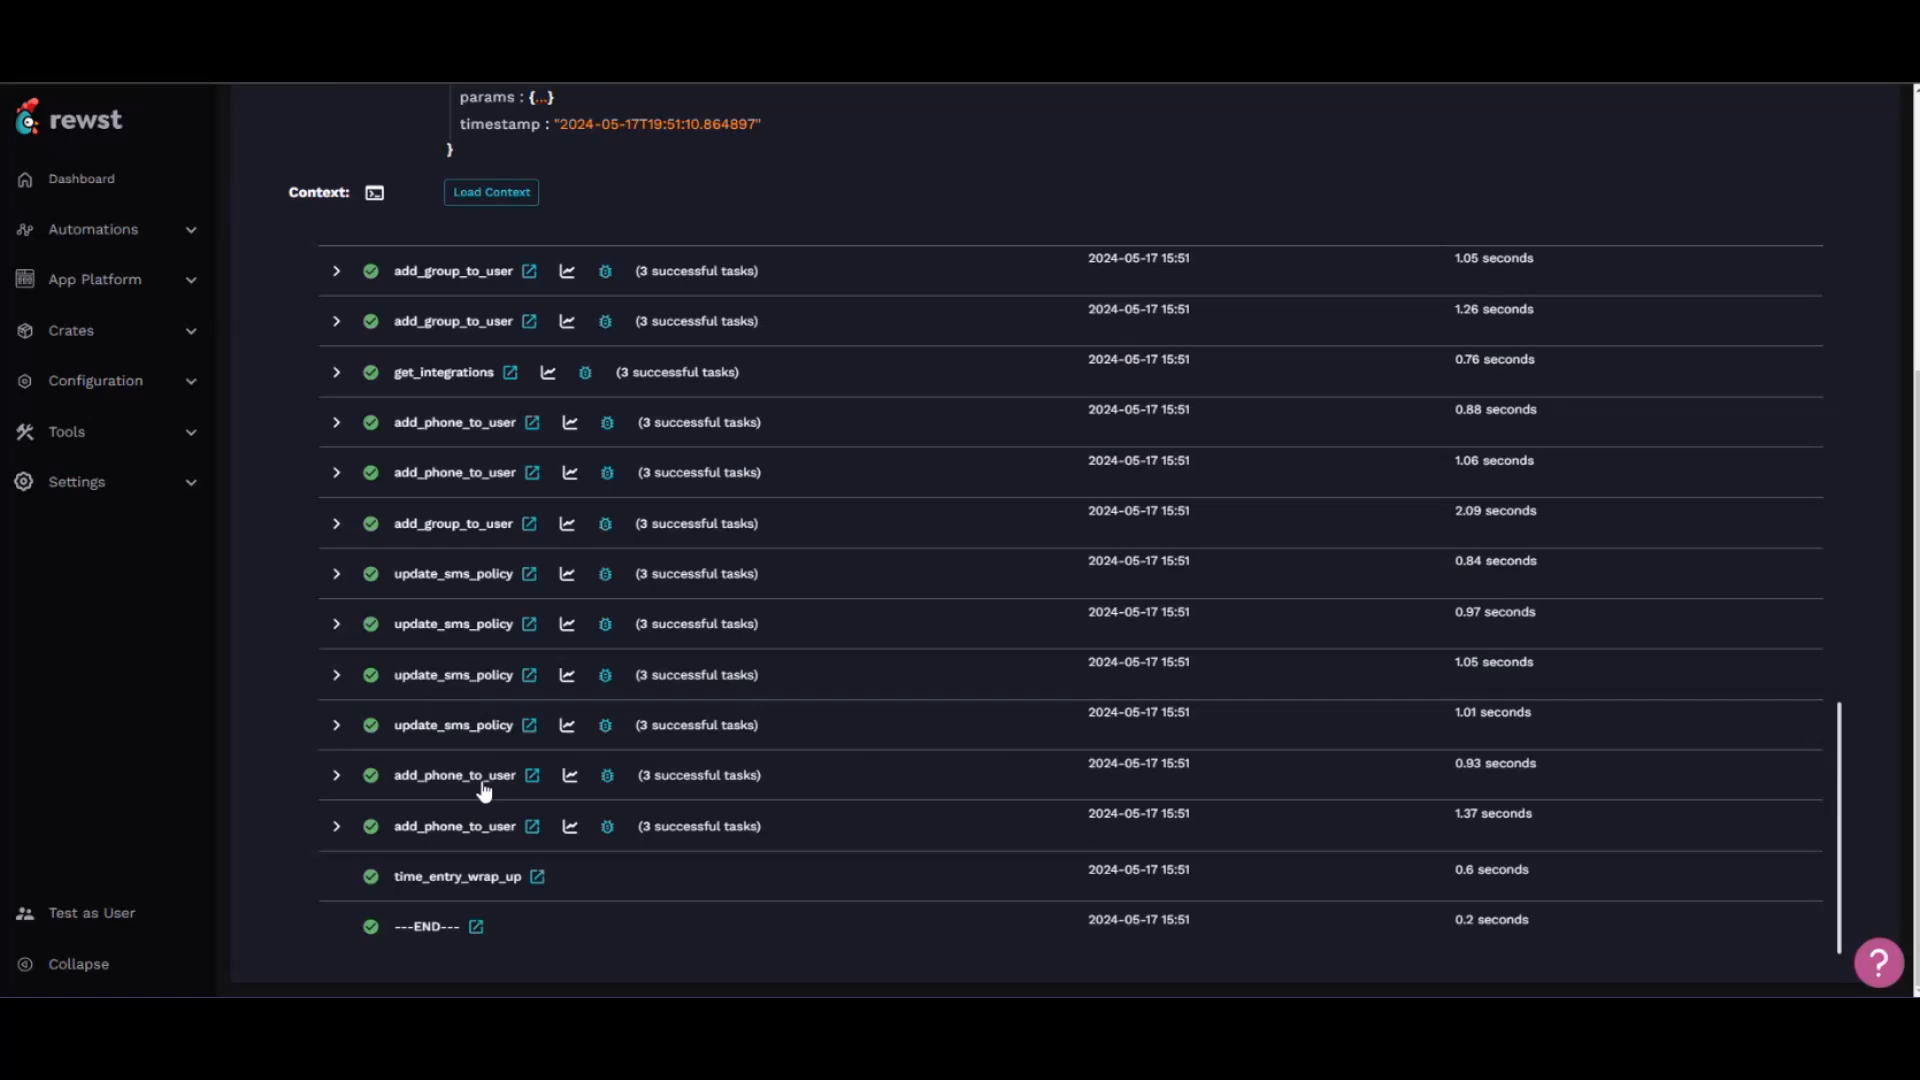 params : {...}
timestamp : "2024-05-17T19:51:10.864897"
}
rewst
Dashboard
Automations
App Platform
Crates
Configuration
Tools
Settings
Test as User
Collapse
Context:
Load Context
add_group_to_user (3 successful tasks) 2024-05-17 15:51 1.05 seconds
add_group_to_user (3 successful tasks) 2024-05-17 15:51 1.26 seconds
get_integrations (3 successful tasks) 2024-05-17 15:51 0.76 seconds
add_phone_to_user (3 successful tasks) 2024-05-17 15:51 0.88 seconds
add_phone_to_user (3 successful tasks) 2024-05-17 15:51 1.06 seconds
add_group_to_user (3 successful tasks) 2024-05-17 15:51 2.09 seconds
update_sms_policy (3 successful tasks) 2024-05-17 15:51 0.84 seconds
update_sms_policy (3 successful tasks) 2024-05-17 15:51 0.97 seconds
update_sms_policy (3 successful tasks) 2024-05-17 15:51 1.05 seconds
update_sms_policy (3 successful tasks) 2024-05-17 15:51 1.01 seconds
add_phone_to_user (3 successful tasks) 2024-05-17 15:51 0.93 seconds
add_phone_to_user (3 successful tasks) 2024-05-17 15:51 1.37 seconds
time_entry_wrap_up 2024-05-17 15:51 0.6 seconds
---END--- 2024-05-17 15:51 0.2 seconds
?